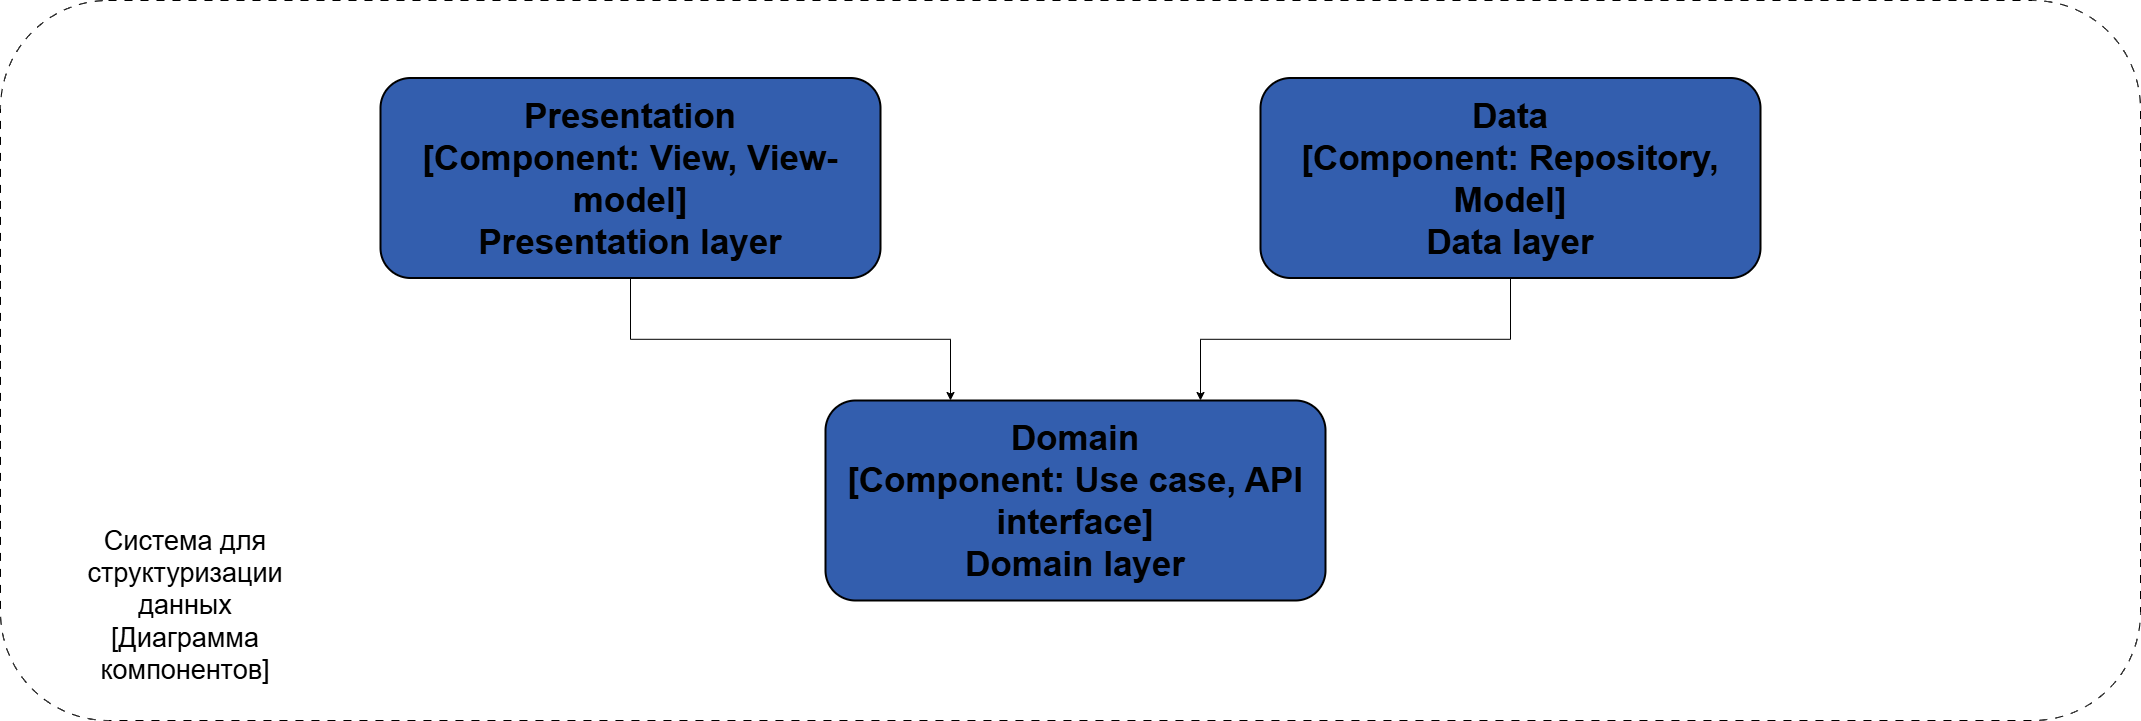 Presentation
[Component: View, View-
model]
Presentation layer
Data
[Component: Repository,
Model]
Data layer
Domain
[Component: Use case, API
interface]
Domain layer
Система для
структуризации
данных
[Диаграмма
компонентов]